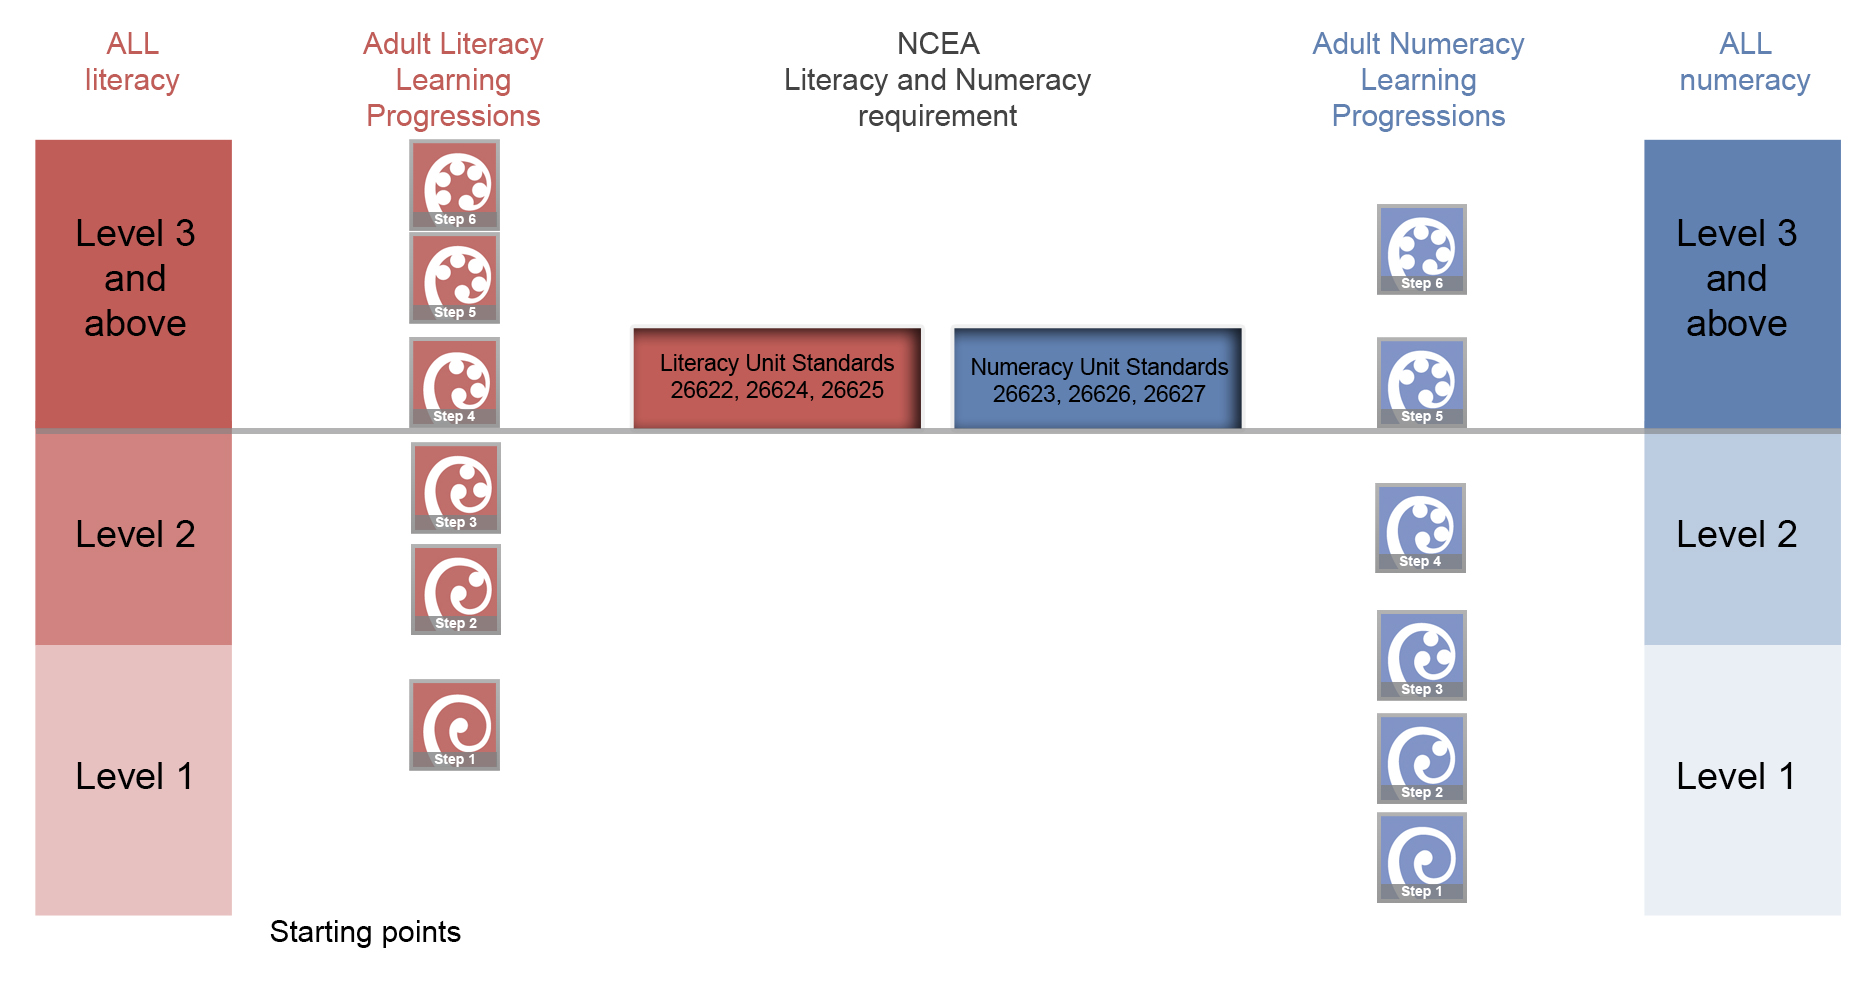 ALL
literacy
Adult Literacy
Learning
Progressions
NCEA
Literacy and Numeracy
requirement
Adult Numeracy
Learning
Progressions
ALL
numeracy
Level 3
and
above
Level 2
Level 1
Step 6
Step 5
Step 4
Step 3
Step 2
Step 1
Literacy Unit Standards
26622, 26624, 26625
Numeracy Unit Standards
26623, 26626, 26627
Step 6
Step 5
Step 4
Step 3
Step 2
Step 1
Level 3
and
above
Level 2
Level 1
Starting points